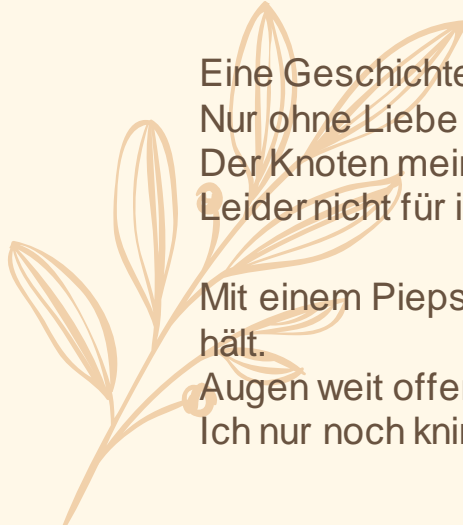 Eine Geschichte
Nur ohne Liebe
Der Knoten mein
Leider nicht für i
Mit einem Pieps
hält.
Augen weit offe
Ich nur noch kni